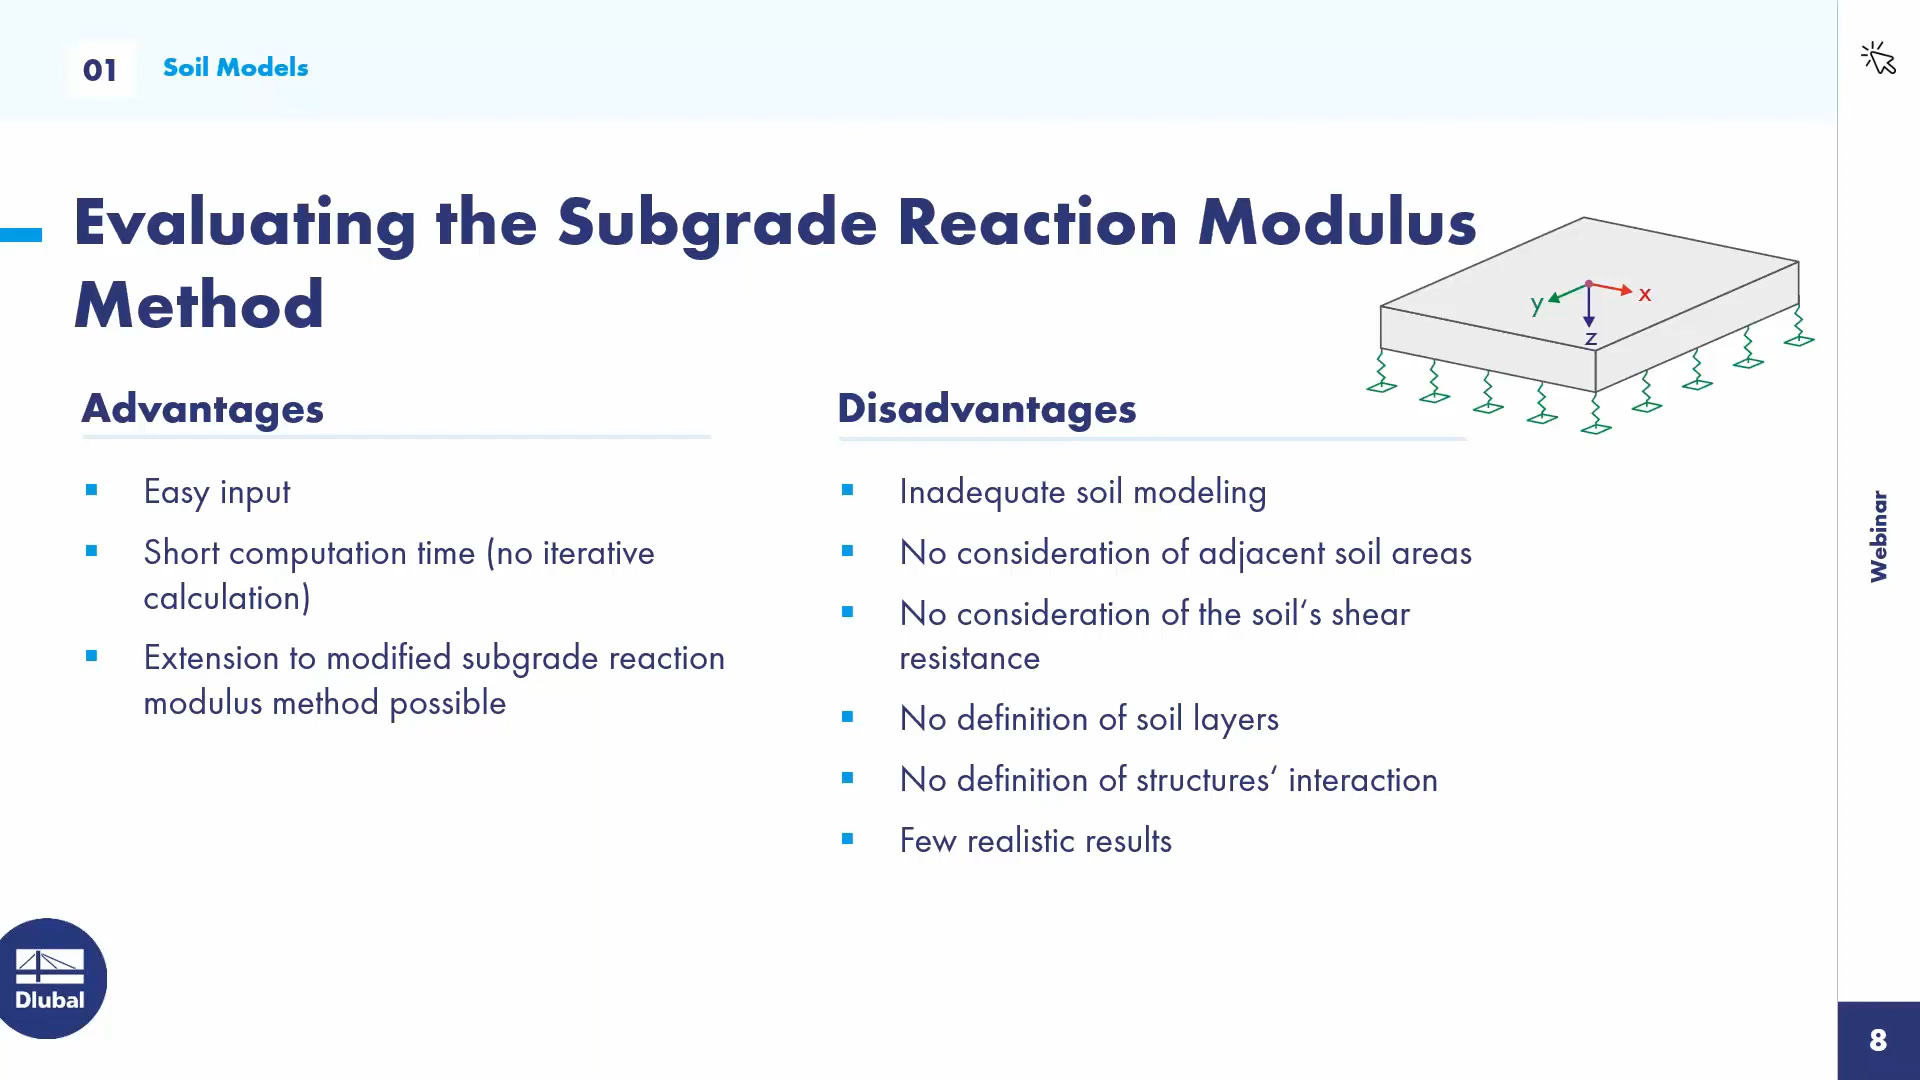 01
Soil Models
Evaluating the Subgrade Reaction Modulus
Method
y
x
z
Advantages
Easy input
Short computation time (no iterative
calculation)
Extension to modified subgrade reaction
modulus method possible
Disadvantages
Inadequate soil modeling
No consideration of adjacent soil areas
No consideration of the soil‘s shear
resistance
No definition of soil layers
No definition of structures‘ interaction
Few realistic results
Webinar
Dlubal
8